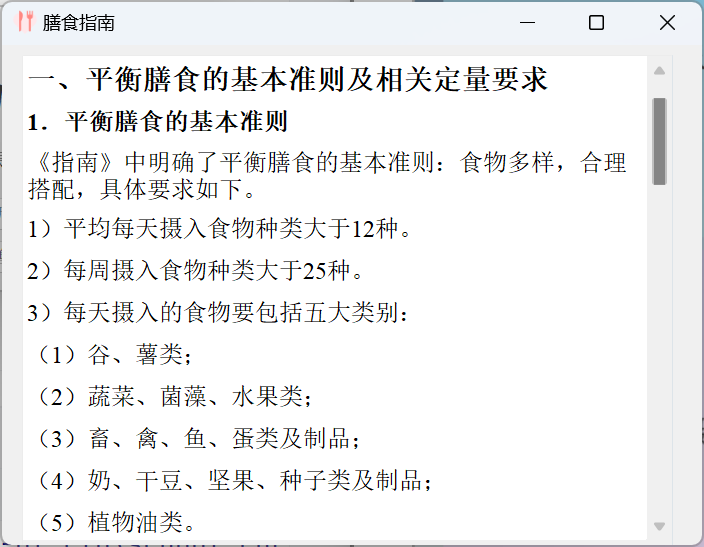 膳食指南
一、平衡膳食的基本准则及相关定量要求
1．平衡膳食的基本准则
《指南》中明确了平衡膳食的基本准则：食物多样，合理
搭配，具体要求如下。
1）平均每天摄入食物种类大于12种。
2）每周摄入食物种类大于25种。
3）每天摄入的食物要包括五大类别：
（1）谷、薯类；
（2）蔬菜、菌藻、水果类；
（3）畜、禽、鱼、蛋类及制品；
（4）奶、干豆、坚果、种子类及制品；
（5）植物油类。